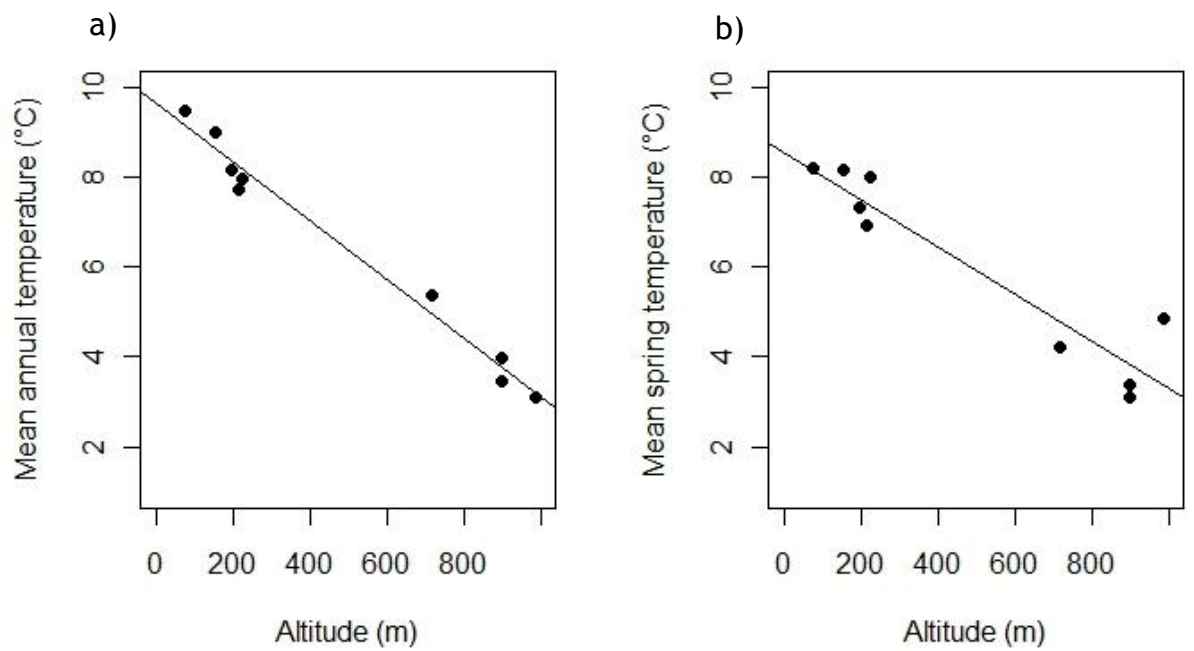 a)
Mean annual temperature (°C)
10
8
6
4
2
0 200 400 600 800
Altitude (m)
b)
Mean spring temperature (°C)
10
8
6
4
2
0 200 400 600 800
Altitude (m)